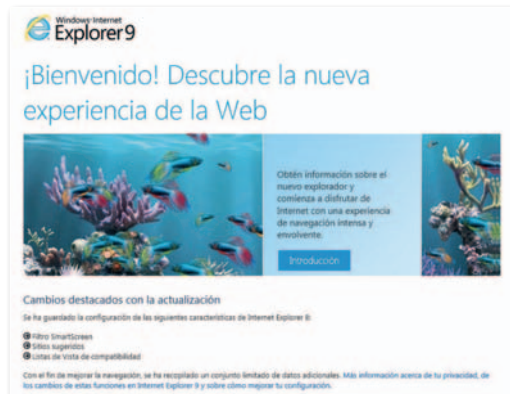 Windows Internet
Explorer 9
¡Bienvenido! Descubre la nueva
experiencia de la Web
Obtén información sobre el
nuevo explorador y
comienza a disfrutar de
Internet con una experiencia
de navegación intensa y
envolvente.
Introducción
Cambios destacados con la actualización
Se ha guardado la configuración de las siguientes características de Internet Explorer 8:
Filtro SmartScreen
Sitios sugeridos
Listas de Vista de compatibilidad
Con el fin de mejorar la navegación, se ha recopilado un conjunto limitado de datos adicionales. Más información acerca de tu privacidad, de
los cambios de estas funciones en Internet Explorer 9 y sobre cómo mejorar tu configuración.